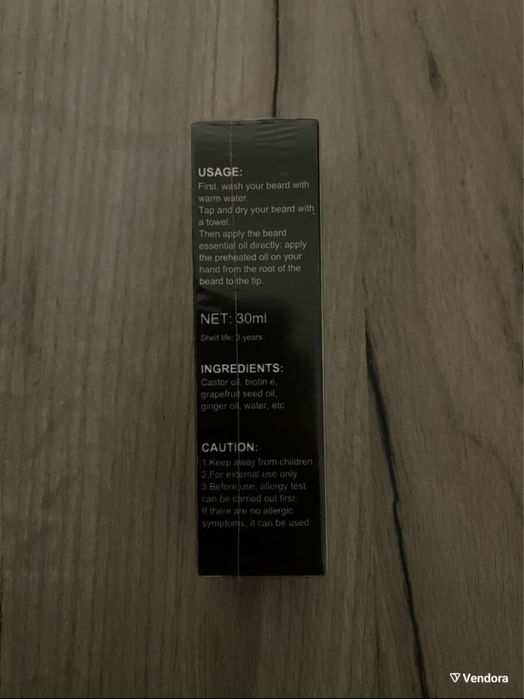 USAGE:
First, wash your beard with
warm water.
Tap and dry your beard with
a towel.
Then apply the beard
essential oil directly: apply
the preheated oil on your
hand from the root of the
beard to the tip.
NET: 30ml
Shelf life: 3 years
INGREDIENTS:
Castor oil, biotin e,
grapefruit seed oil,
ginger oil, water, etc
CAUTION:
1.Keep away from children
2.For external use only
3.Before use, allergy test
can be carried out first.
If there are no allergic
symptoms, it can be used
Vendora